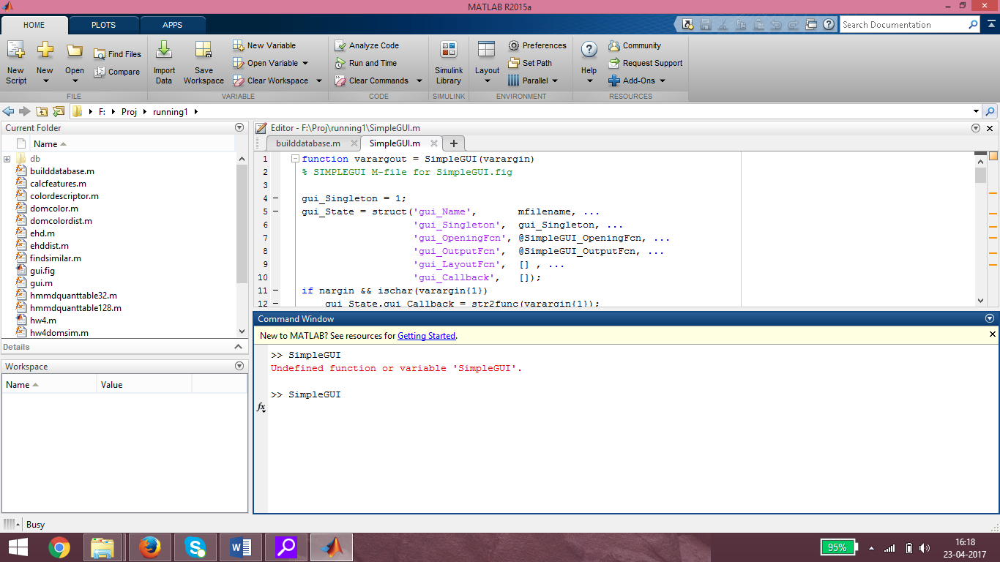 MATLAB R2015a
HOME PLOTS APPS
Search Documentation
New Script
New
Open
Find Files
Compare
Import Data
Save Workspace
New Variable
Open Variable
Clear Workspace
Analyze Code
Run and Time
Clear Commands
Simulink Library
Layout
Preferences
Set Path
Parallel
Help
Community
Request Support
Add-Ons
FILE VARIABLE CODE SIMULINK ENVIRONMENT RESOURCES
F: Proj running1
Current Folder
Name
db
builddatabase.m
calcfeatures.m
colordescriptor.m
domcolor.m
domcolordist.m
ehd.m
ehddist.m
findsimilar.m
gui.fig
gui.m
hmmdquanttable32.m
hmmdquanttable128.m
hw4.m
hw4domsim.m
Details
Workspace
Name Value
Editor - F:\Proj\running1\SimpleGUI.m
builddatabase.m SimpleGUI.m
1 function varargout = SimpleGUI(varargin)
2 % SIMPLEGUI M-file for SimpleGUI.fig
3
4 gui_Singleton = 1;
5 gui_State = struct('gui_Name', mfilename, ...
6 'gui_Singleton', gui_Singleton, ...
7 'gui_OpeningFcn', @SimpleGUI_OpeningFcn, ...
8 'gui_OutputFcn', @SimpleGUI_OutputFcn, ...
9 'gui_LayoutFcn', [] , ...
10 'gui_Callback', []);
11 if nargin && ischar(varargin{1})
12 gui_State.gui_Callback = str2func(varargin{1});
Command Window
New to MATLAB? See resources for Getting Started.
>> SimpleGUI
Undefined function or variable 'SimpleGUI'.
>> SimpleGUI
fx
Busy
95%
16:18
23-04-2017